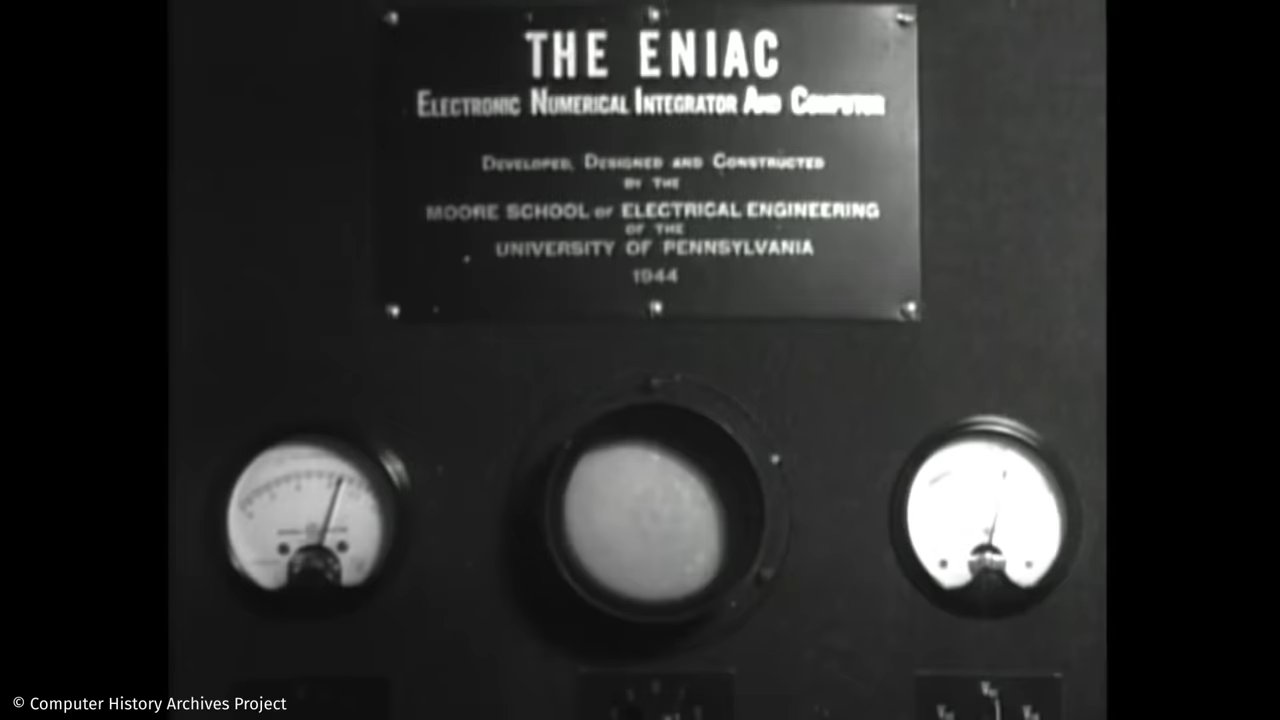 THE ENIAC
ELECTRONIC NUMERICAL INTEGRATOR AND COMPUTER
DEVELOPED, DESIGNED AND CONSTRUCTED
BY THE
MOORE SCHOOL OF ELECTRICAL ENGINEERING
OF THE
UNIVERSITY OF PENNSYLVANIA
1944
© Computer History Archives Project